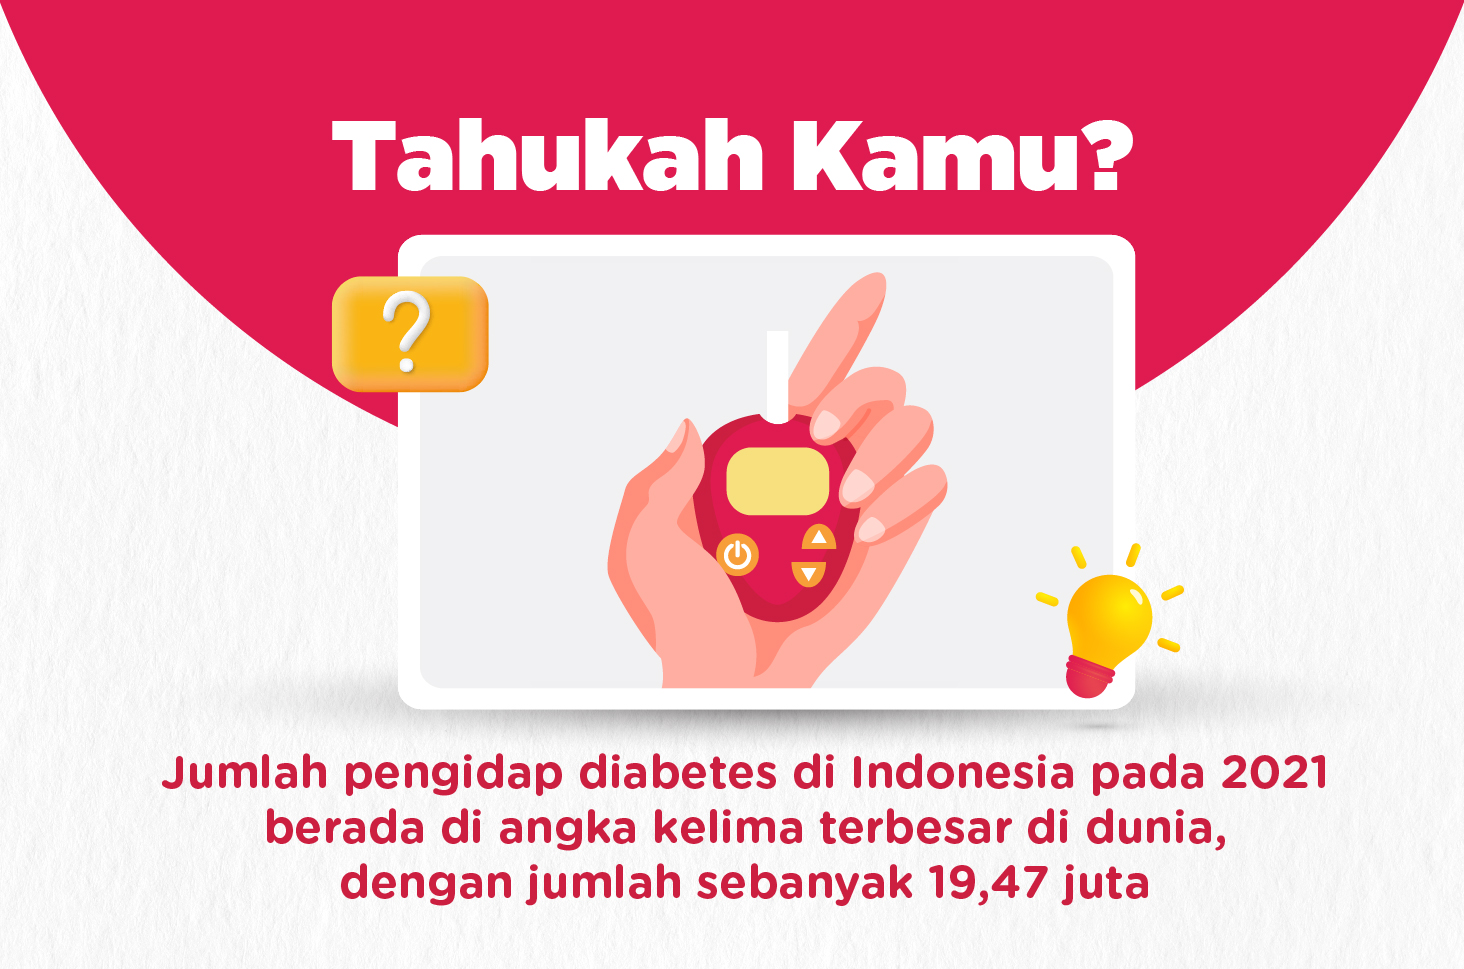 Tahukah Kamu?
?
Jumlah pengidap diabetes di Indonesia pada 2021
berada di angka kelima terbesar di dunia,
dengan jumlah sebanyak 19,47 juta